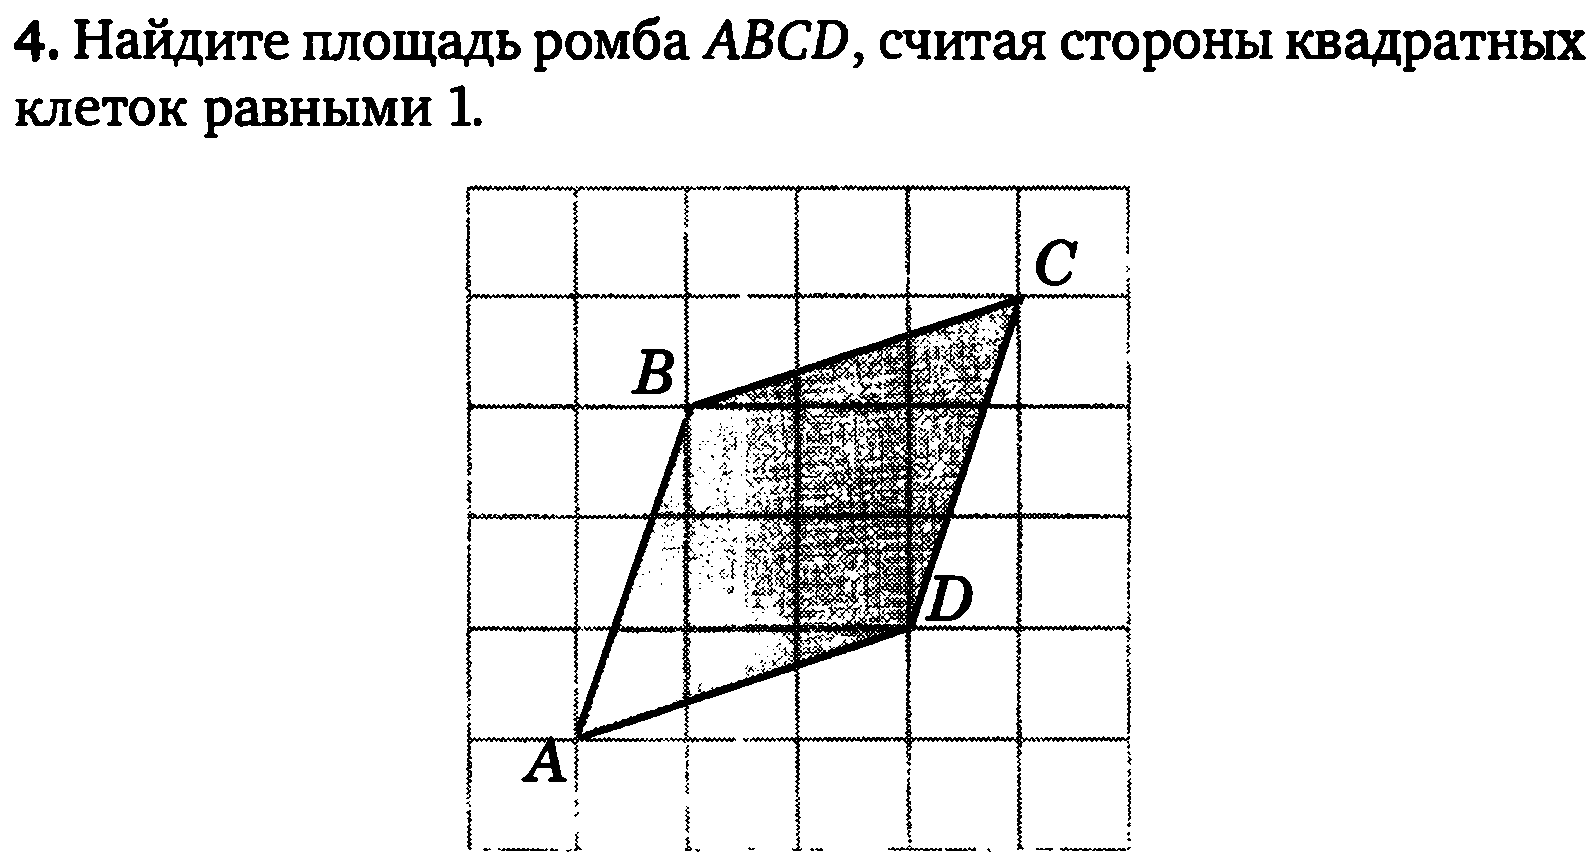 4. Найдите площадь ромба ABCD, считая стороны квадратных
клеток равными 1.
C
B
D
A